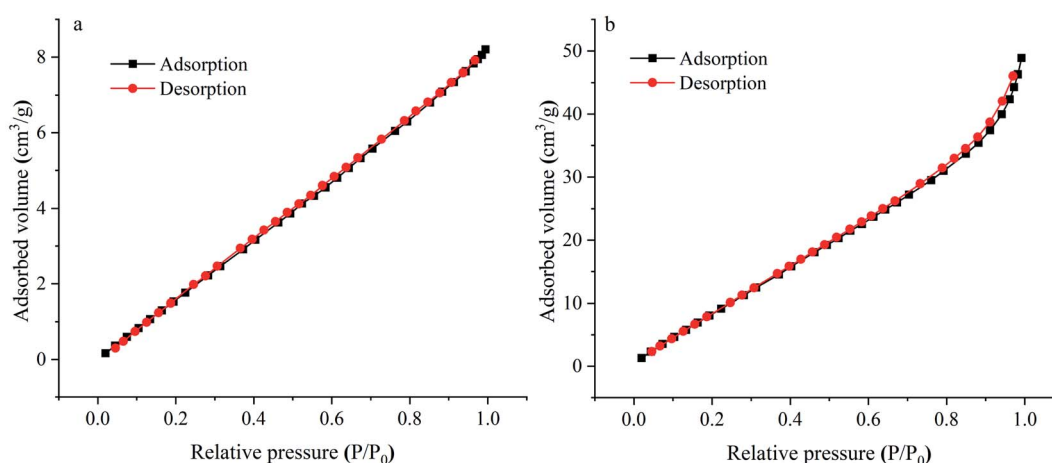 a
Adsorption
Desorption
8
6
4
2
0
0.0 0.2 0.4 0.6 0.8 1.0
Adsorbed volume (cm³/g)
Relative pressure (P/P₀)
b
Adsorption
Desorption
50
40
30
20
10
0
0.0 0.2 0.4 0.6 0.8 1.0
Adsorbed volume (cm³/g)
Relative pressure (P/P₀)